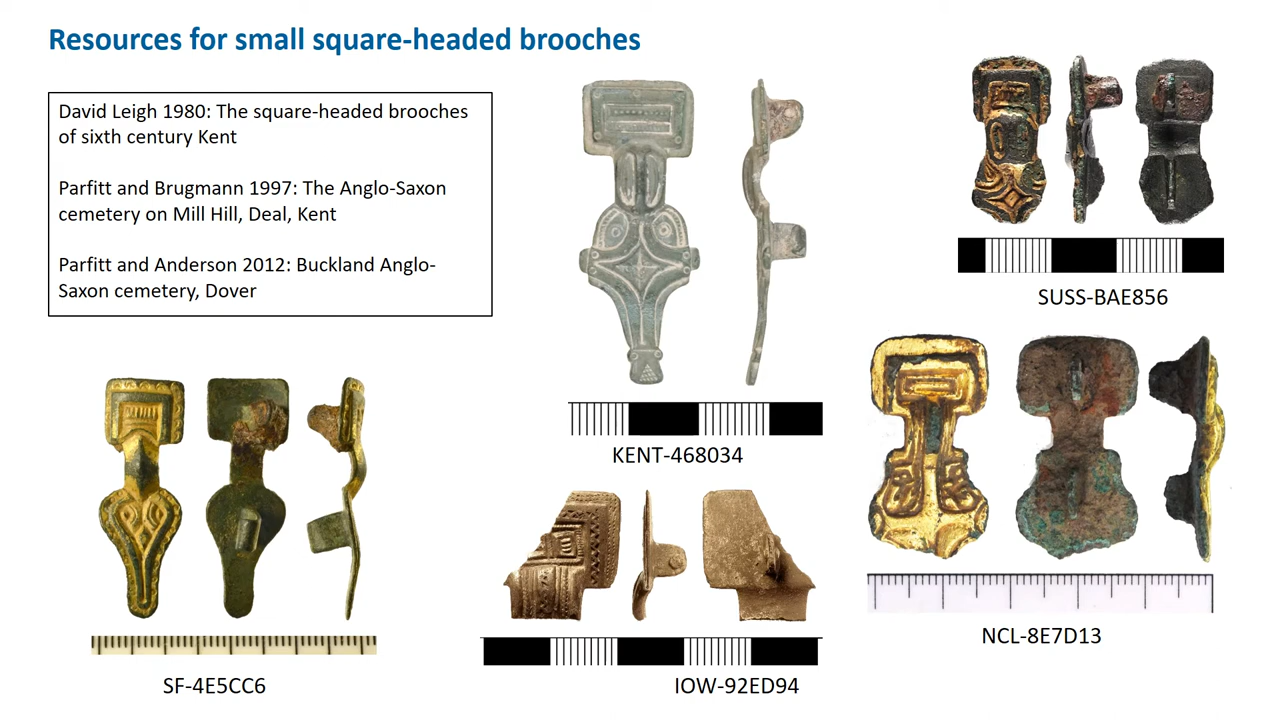 Resources for small square-headed brooches
David Leigh 1980: The square-headed brooches
of sixth century Kent
Parfitt and Brugmann 1997: The Anglo-Saxon
cemetery on Mill Hill, Deal, Kent
Parfitt and Anderson 2012: Buckland Anglo-
Saxon cemetery, Dover
SUSS-BAE856
KENT-468034
NCL-8E7D13
SF-4E5CC6
IOW-92ED94